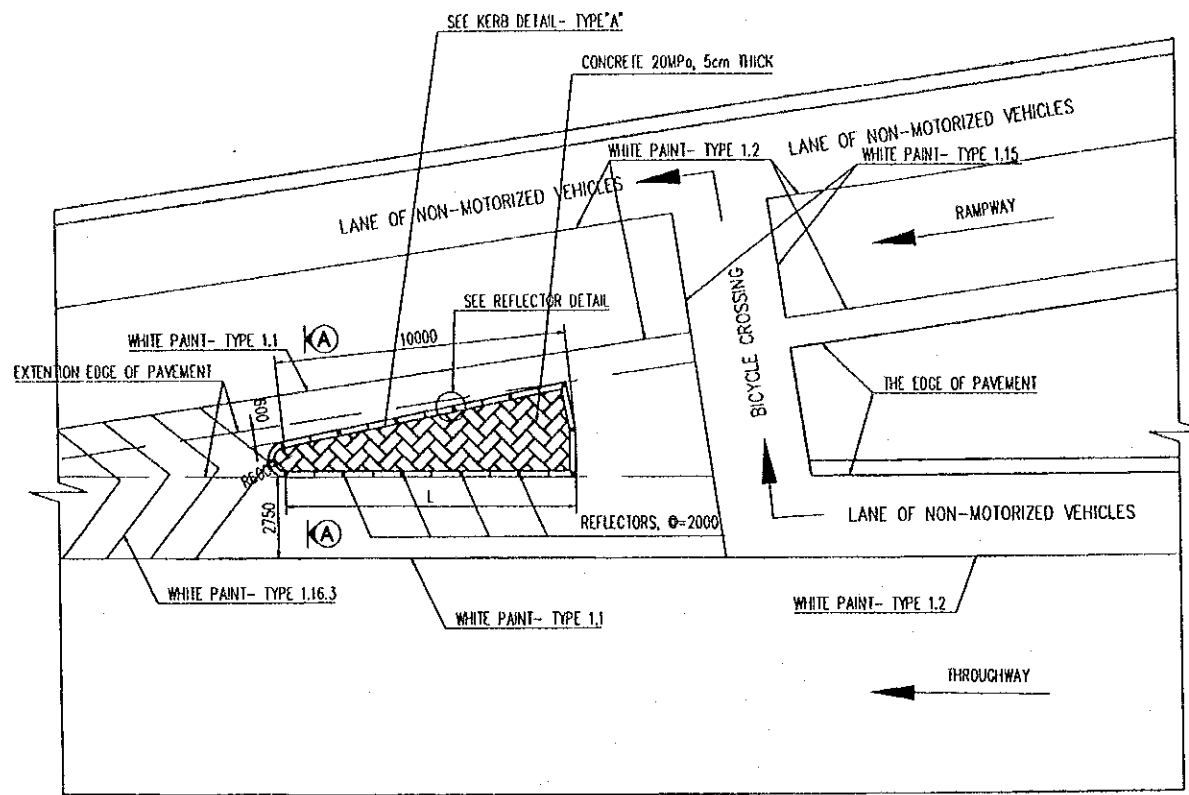 SEE KERB DETAIL- TYPE"A"
CONCRETE 20MPa, 5cm THICK
LANE OF NON-MOTORIZED VEHICLES
WHITE PAINT- TYPE 1.2
WHITE PAINT- TYPE 1.15
LANE OF NON-MOTORIZED VEHICLES
RAMPWAY
BICYCLE CROSSING
SEE REFLECTOR DETAIL
A
10000
WHITE PAINT- TYPE 1.1
EXTENTION EDGE OF PAVEMENT
THE EDGE OF PAVEMENT
500
L
2750
A
REFLECTORS, Φ=2000
LANE OF NON-MOTORIZED VEHICLES
WHITE PAINT- TYPE 1.16.3
WHITE PAINT- TYPE 1.1
WHITE PAINT- TYPE 1.2
THROUGHWAY